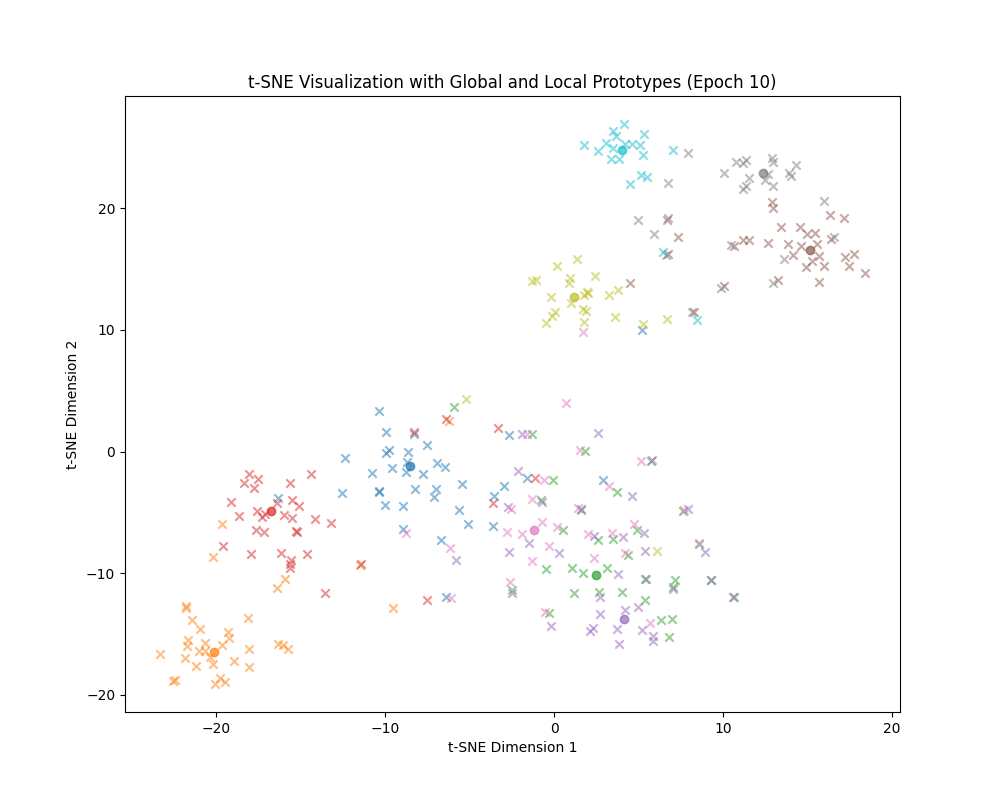 t-SNE Visualization with Global and Local Prototypes (Epoch 10)
20
10
0
−10
−20
t-SNE Dimension 2
−20 −10 0 10 20
t-SNE Dimension 1